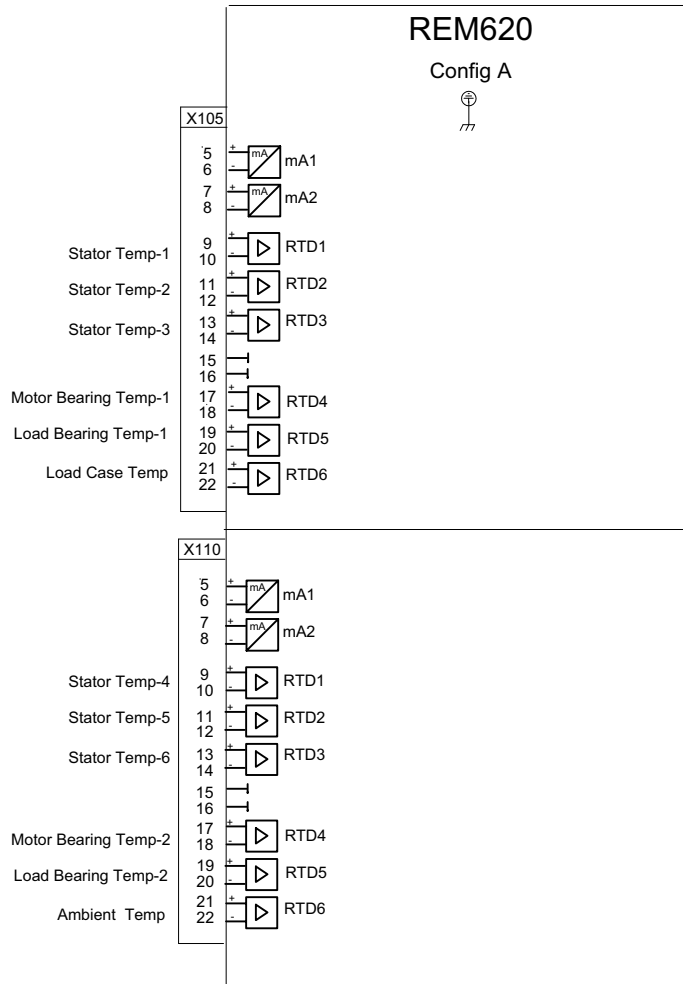 REM620
Config A
X105
5 + mA mA1
6 -
7 + mA mA2
8 -
Stator Temp-1 9 + RTD1
10 -
Stator Temp-2 11 + RTD2
12 -
Stator Temp-3 13 + RTD3
14 -
15
16
Motor Bearing Temp-1 17 + RTD4
18 -
Load Bearing Temp-1 19 + RTD5
20 -
Load Case Temp 21 + RTD6
22 -
X110
5 + mA mA1
6 -
7 + mA mA2
8 -
Stator Temp-4 9 + RTD1
10 -
Stator Temp-5 11 + RTD2
12 -
Stator Temp-6 13 + RTD3
14 -
15
16
Motor Bearing Temp-2 17 + RTD4
18 -
Load Bearing Temp-2 19 + RTD5
20 -
Ambient Temp 21 + RTD6
22 -